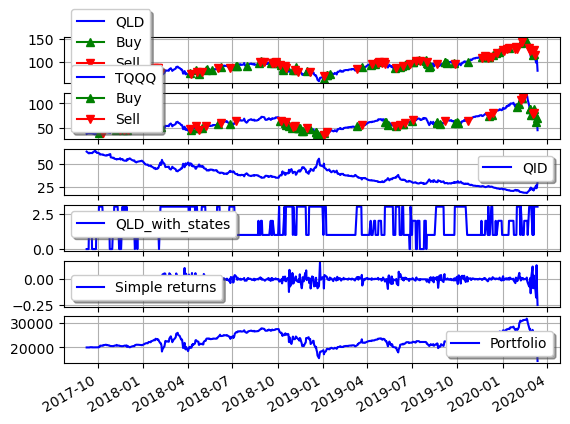 QLD
Buy
Sell
150
100
TQQQ
Buy
Sell
100
50
QID
50
25
QLD_with_states
2.5
0.0
Simple returns
0.00
−0.25
Portfolio
30000
20000
2017-10
2018-01
2018-04
2018-07
2018-10
2019-01
2019-04
2019-07
2019-10
2020-01
2020-04